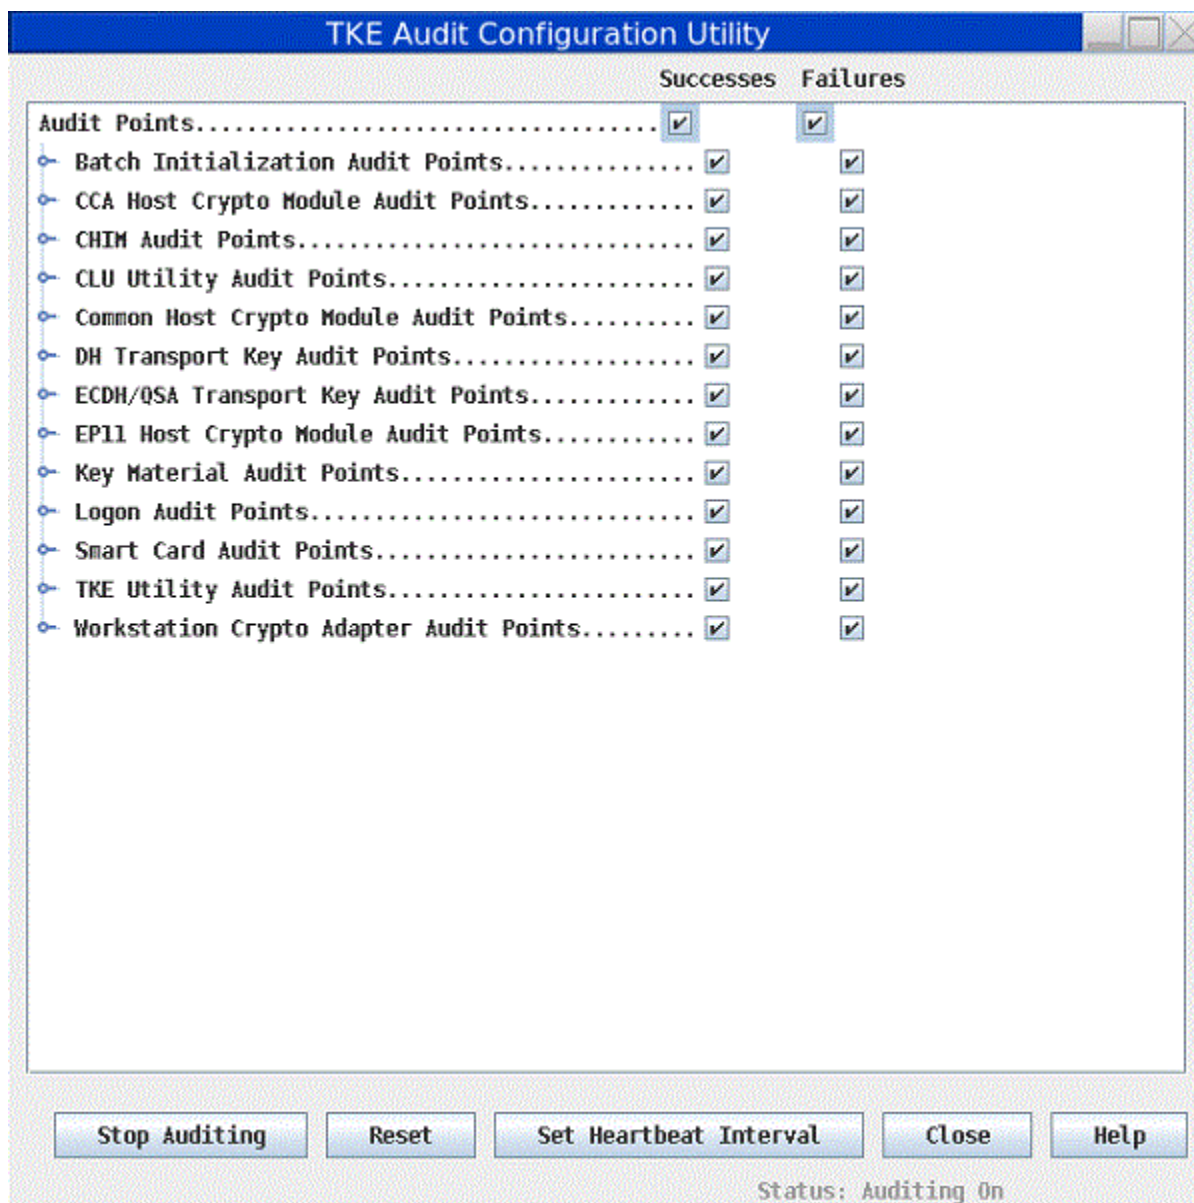 TKE Audit Configuration Utility
Successes Failures
Audit Points....................................
Batch Initialization Audit Points...............
CCA Host Crypto Module Audit Points.............
CHIM Audit Points...............................
CLU Utility Audit Points........................
Common Host Crypto Module Audit Points..........
DH Transport Key Audit Points...................
ECDH/QSA Transport Key Audit Points.............
EP11 Host Crypto Module Audit Points............
Key Material Audit Points.......................
Logon Audit Points..............................
Smart Card Audit Points.........................
TKE Utility Audit Points........................
Workstation Crypto Adapter Audit Points.........
Stop Auditing Reset Set Heartbeat Interval Close Help
Status: Auditing On